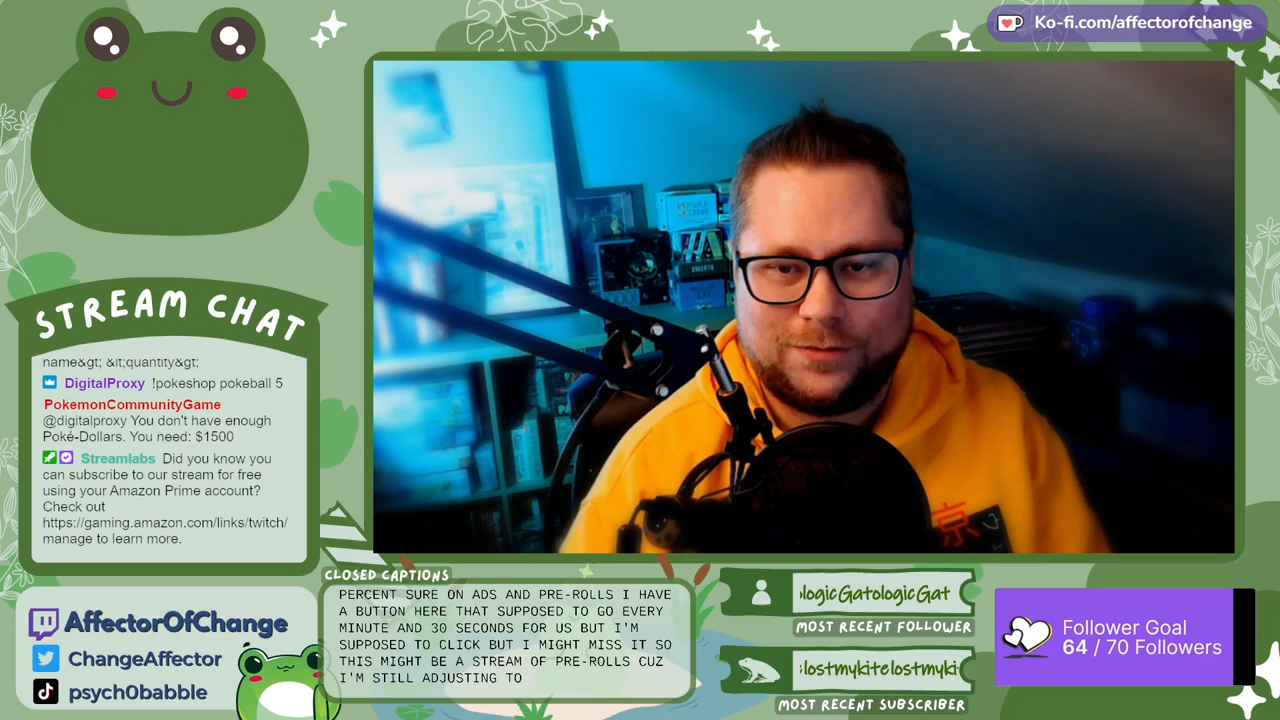 Ko-fi.com/affectorofchange
STREAM CHAT
name&gt; &lt;quantity&gt;
DigitalProxy !pokeshop pokeball 5
PokemonCommunityGame
@digitalproxy You don't have enough
Poké-Dollars. You need: $1500
Streamlabs Did you know you
can subscribe to our stream for free
using your Amazon Prime account?
Check out
https://gaming.amazon.com/links/twitch/
manage to learn more.
京
AffectorOfChange
ChangeAffector
psych0babble
CLOSED CAPTIONS
PERCENT SURE ON ADS AND PRE-ROLLS I HAVE
A BUTTON HERE THAT SUPPOSED TO GO EVERY
MINUTE AND 30 SECONDS FOR US BUT I'M
SUPPOSED TO CLICK BUT I MIGHT MISS IT SO
THIS MIGHT BE A STREAM OF PRE-ROLLS CUZ
I'M STILL ADJUSTING TO
logicGatologicGat
MOST RECENT FOLLOWER
lostmykitelostmyki
MOST RECENT SUBSCRIBER
Follower Goal
64 / 70 Followers